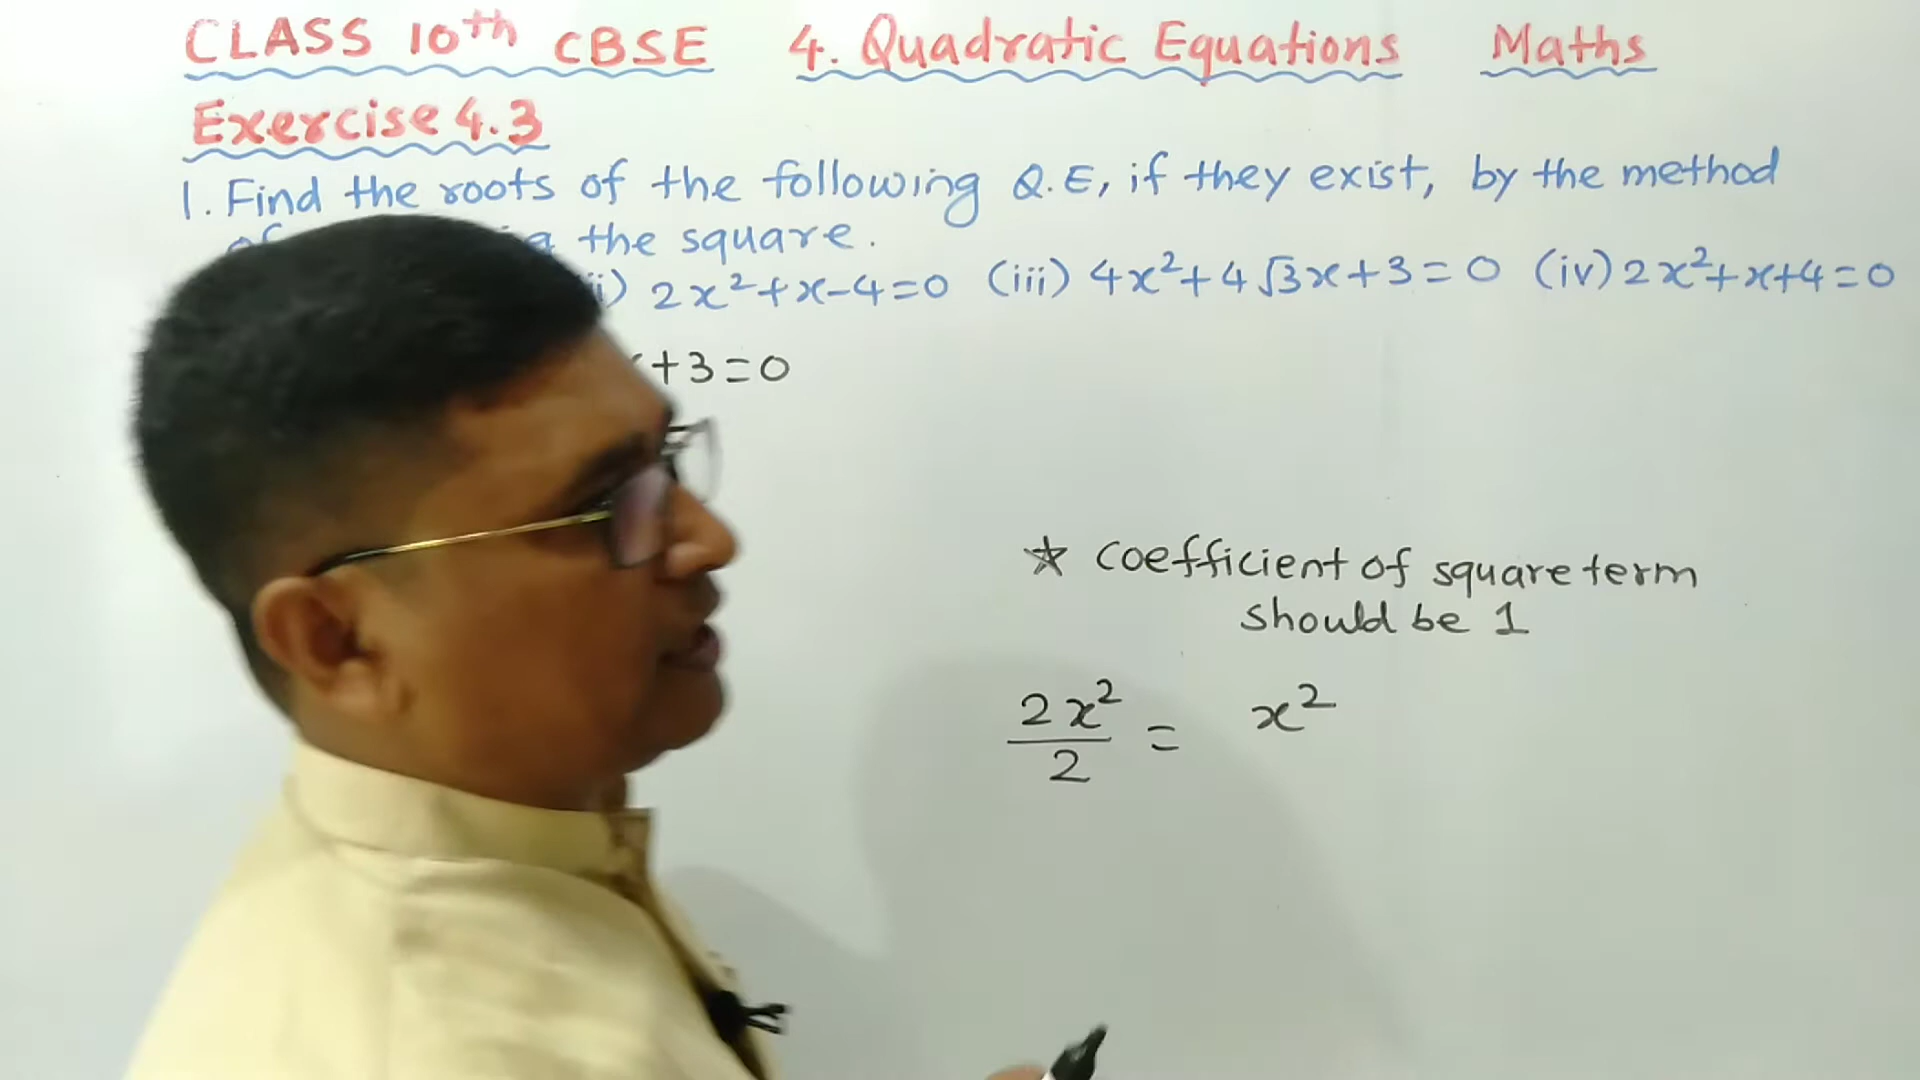 CLASS 10th CBSE 4. Quadratic Equations Maths
Exercise 4.3
1. Find the roots of the following Q.E, if they exist, by the method
the square.
2x²+x-4=0 (iii) 4x²+4√3x+3=0 (iv) 2x²+x+4=0
+3=0
* coefficient of square term
should be 1
2x²/2 = x²